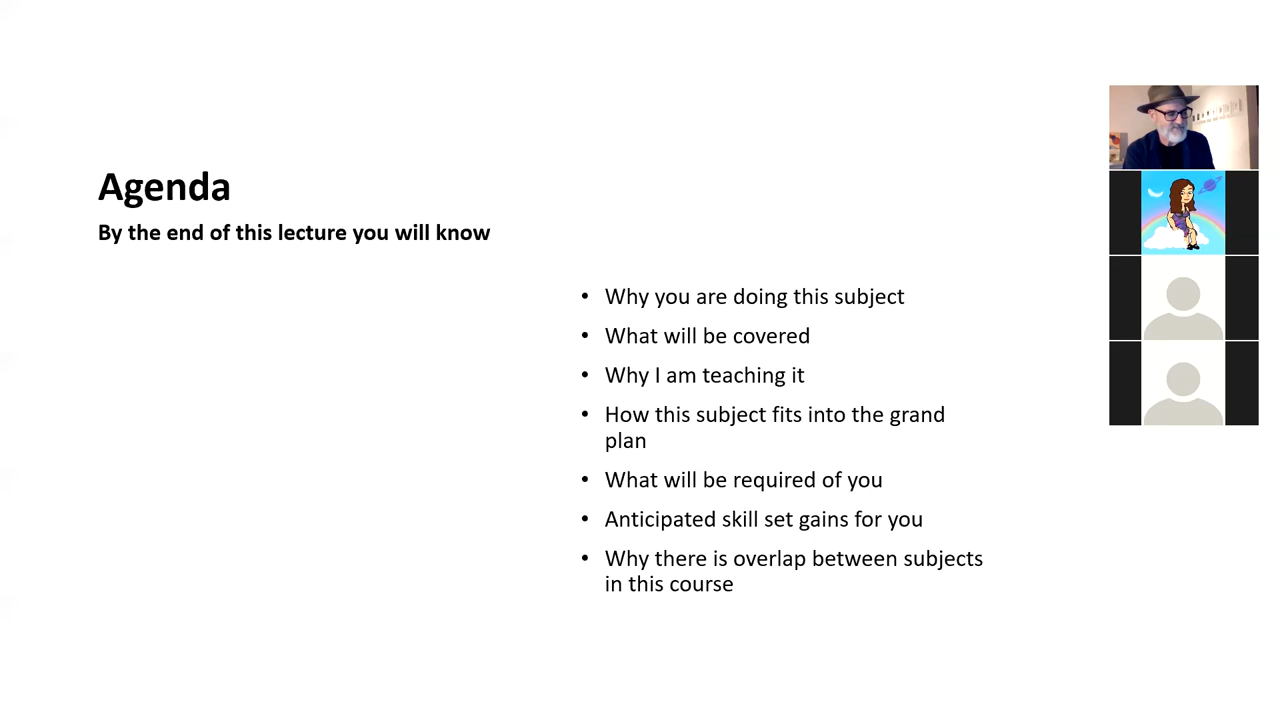 Agenda
By the end of this lecture you will know
• Why you are doing this subject
• What will be covered
• Why I am teaching it
• How this subject fits into the grand
plan
• What will be required of you
• Anticipated skill set gains for you
• Why there is overlap between subjects
in this course